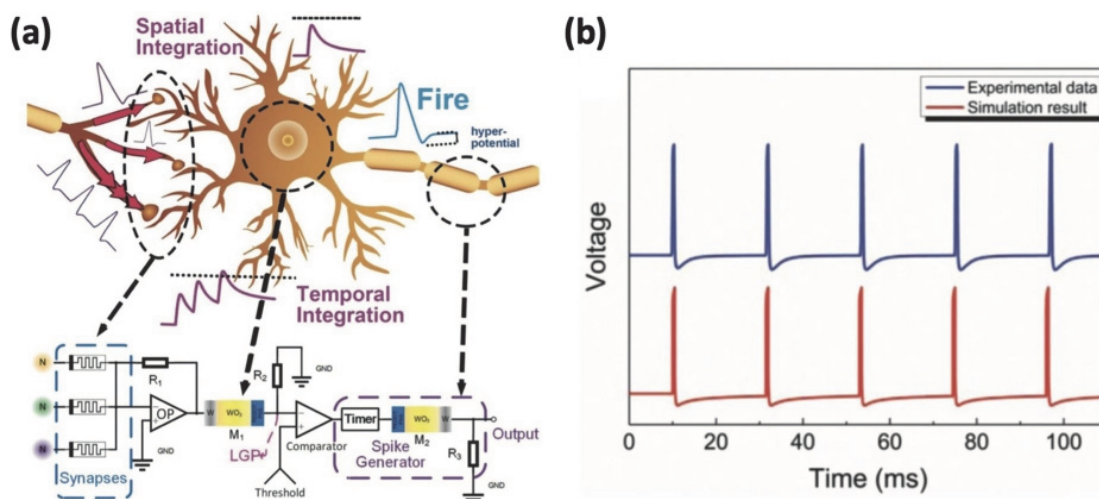 (a)
Spatial
Integration
Fire
hyper-
potential
Temporal
Integration
N
N
N
R1
OP
GND
Synapses
W
WO3
M1
R2
GND
LGP
Comparator
Threshold
Timer
WO3
W
M2
Spike
Generator
R3
GND
Output
(b)
Experimental data
Simulation result
Voltage
0 20 40 60 80 100
Time (ms)